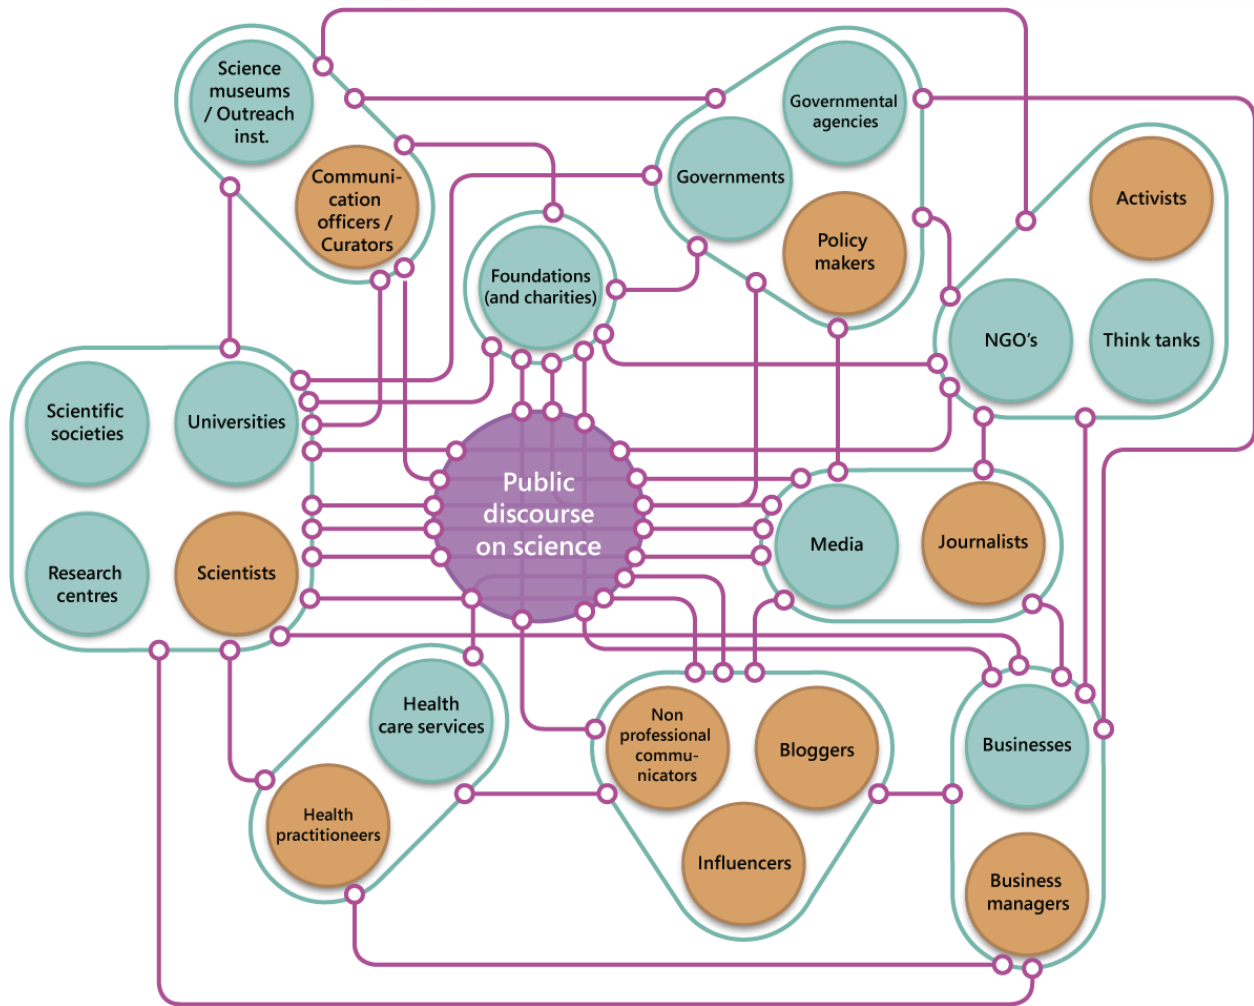 Science
museums
/ Outreach
inst.
Communi-
cation
officers /
Curators
Governmental
agencies
Governments
Policy
makers
Activists
NGO's
Think tanks
Foundations
(and charities)
Scientific
societies
Universities
Research
centres
Scientists
Public
discourse
on science
Media
Journalists
Health
care services
Health
practitioneers
Non
professional
commu-
nicators
Bloggers
Influencers
Businesses
Business
managers